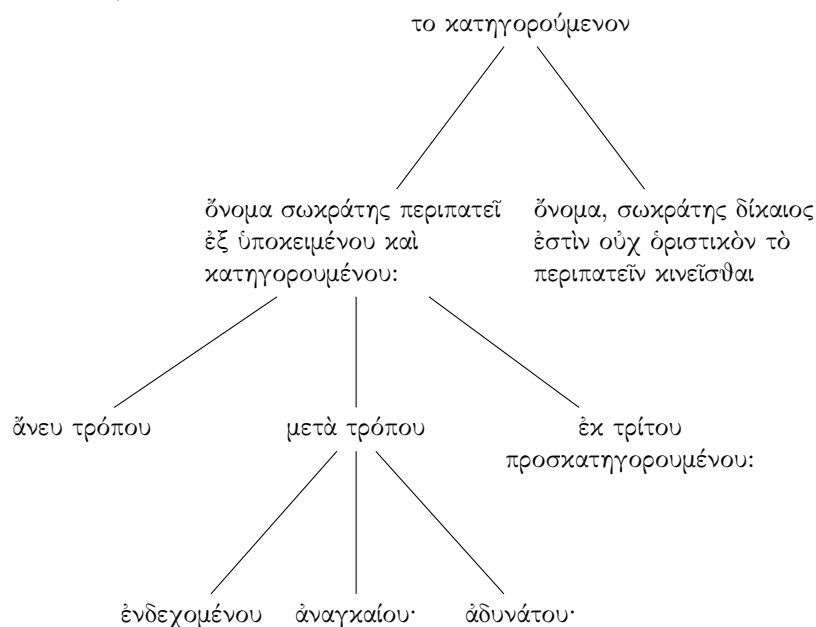 το κατηγορούμενον
ὄνομα σωκράτης περιπατεῖ
ἐξ ὑποκειμένου καὶ
κατηγορουμένου:
ὄνομα, σωκράτης δίκαιος
ἐστὶν οὐχ ὁριστικὸν τὸ
περιπατεῖν κινεῖσϑαι
ἄνευ τρόπου
μετὰ τρόπου
ἐκ τρίτου
προσκατηγορουμένου:
ἐνδεχομένου
ἀναγκαίου·
ἀδυνάτου·